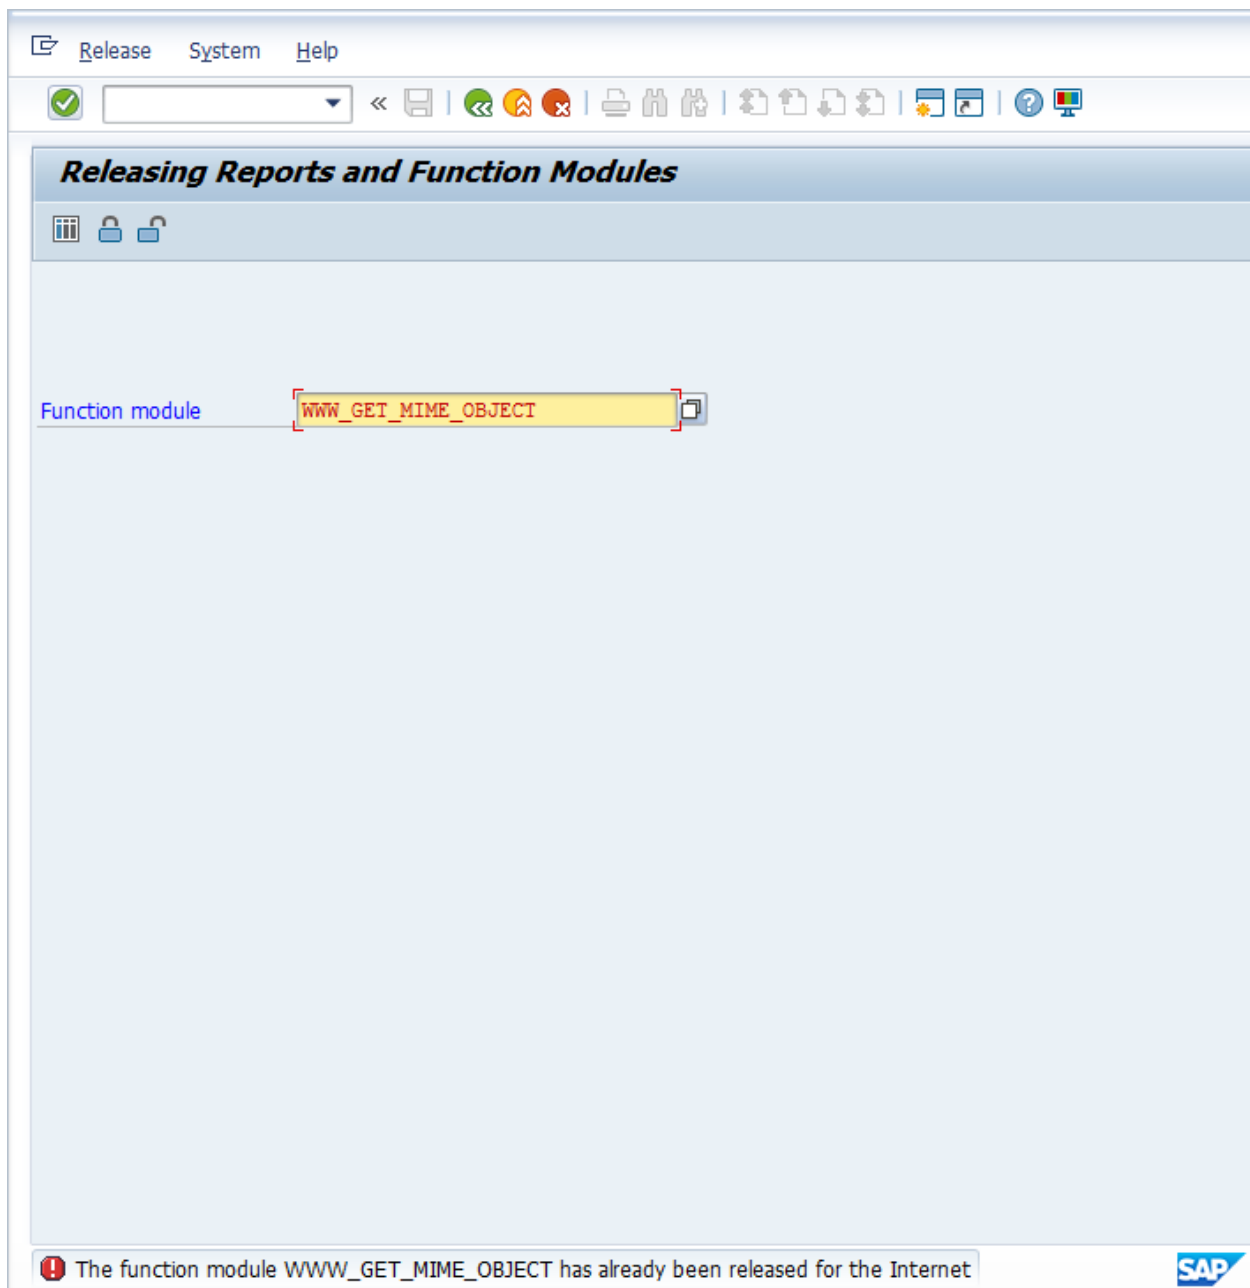 Release System Help
Releasing Reports and Function Modules
Function module WWW_GET_MIME_OBJECT
The function module WWW_GET_MIME_OBJECT has already been released for the Internet
SAP